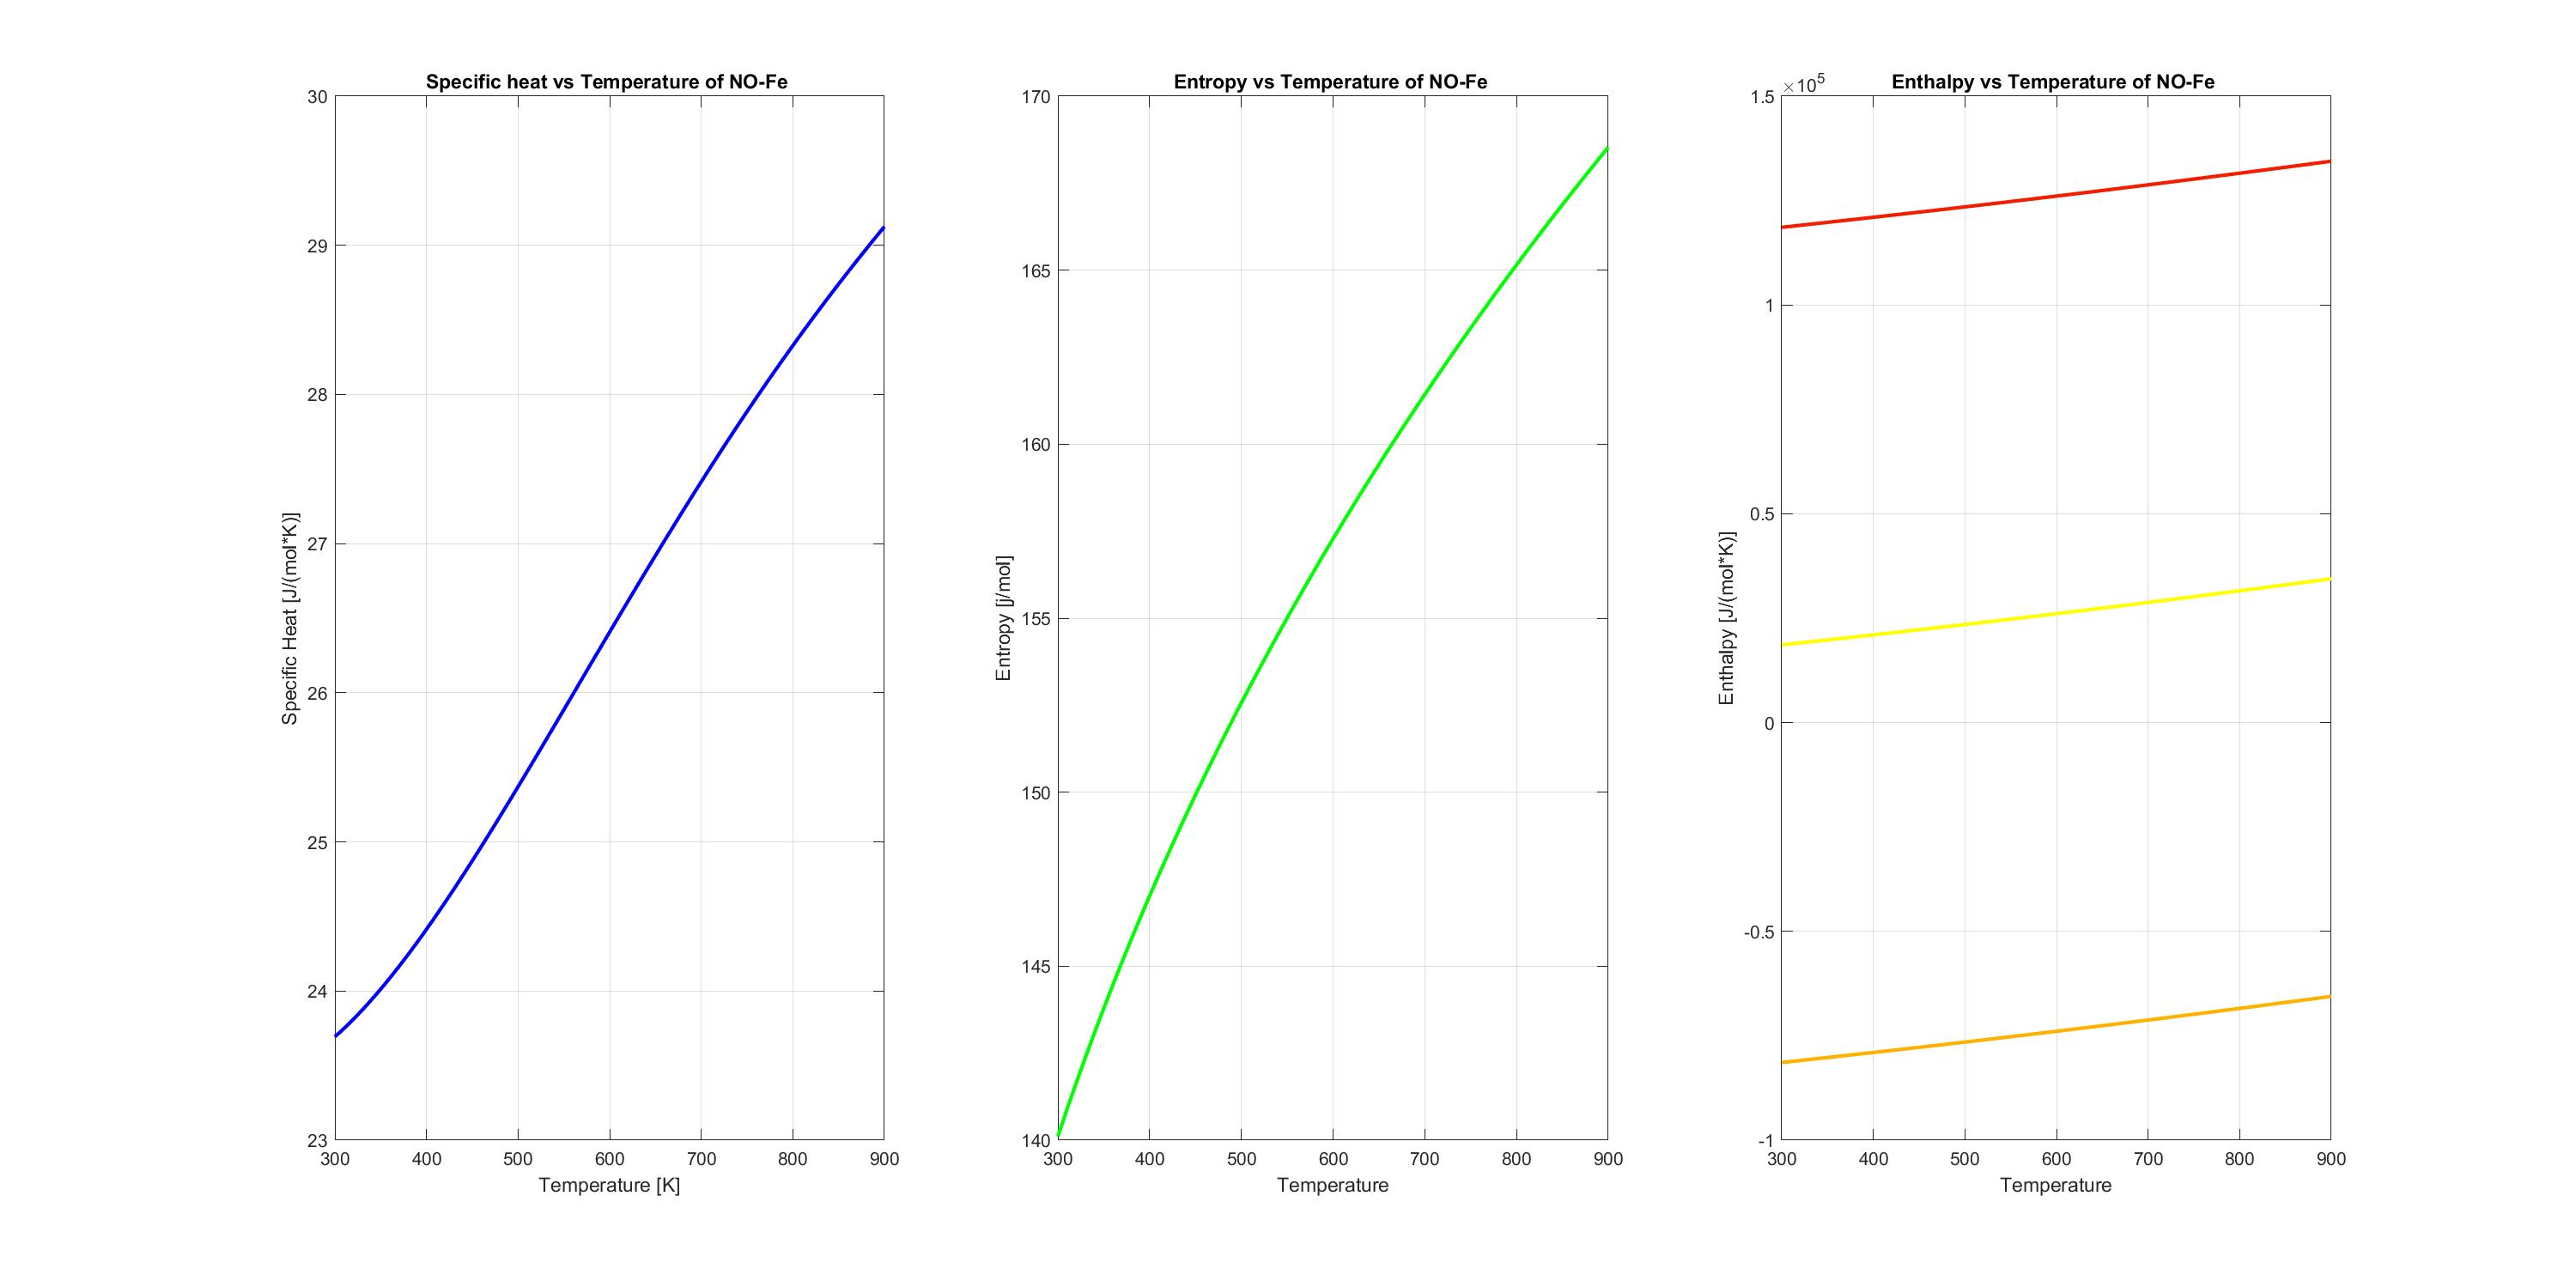 Specific heat vs Temperature of NO-Fe
30
29
28
27
26
25
24
23
Specific Heat [J/(mol*K)]
300 400 500 600 700 800 900
Temperature [K]
Entropy vs Temperature of NO-Fe
170
165
160
155
150
145
140
Entropy [j/mol]
300 400 500 600 700 800 900
Temperature
Enthalpy vs Temperature of NO-Fe
×10⁵
1.5
1
0.5
0
-0.5
-1
Enthalpy [J/(mol*K)]
300 400 500 600 700 800 900
Temperature